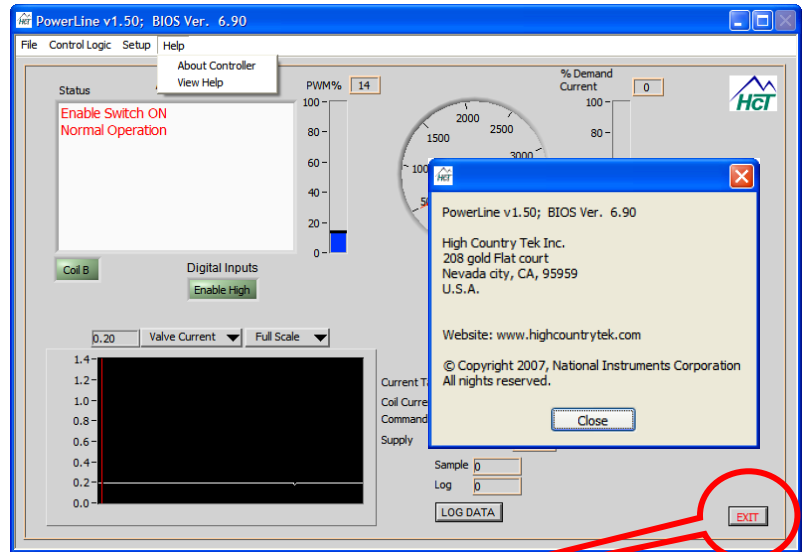 PowerLine v1.50; BIOS Ver. 6.90
File Control Logic Setup Help
About Controller
View Help
Status
PWM% 14
% Demand
Current 0
HCT
Enable Switch ON
Normal Operation
100
80
60
40
20
0
1500
2000
2500
3000
100
80
Coil B
Digital Inputs
Enable High
0.20 Valve Current Full Scale
1.4
1.2
1.0
0.8
0.6
0.4
0.2
0.0
Coil Curre
Command
Supply
Sample 0
Log 0
LOG DATA
EXIT
HCT
PowerLine v1.50; BIOS Ver. 6.90
High Country Tek Inc.
208 gold Flat court
Nevada city, CA, 95959
U.S.A.
Website: www.highcountrytek.com
© Copyright 2007, National Instruments Corporation
All nights reserved.
Close